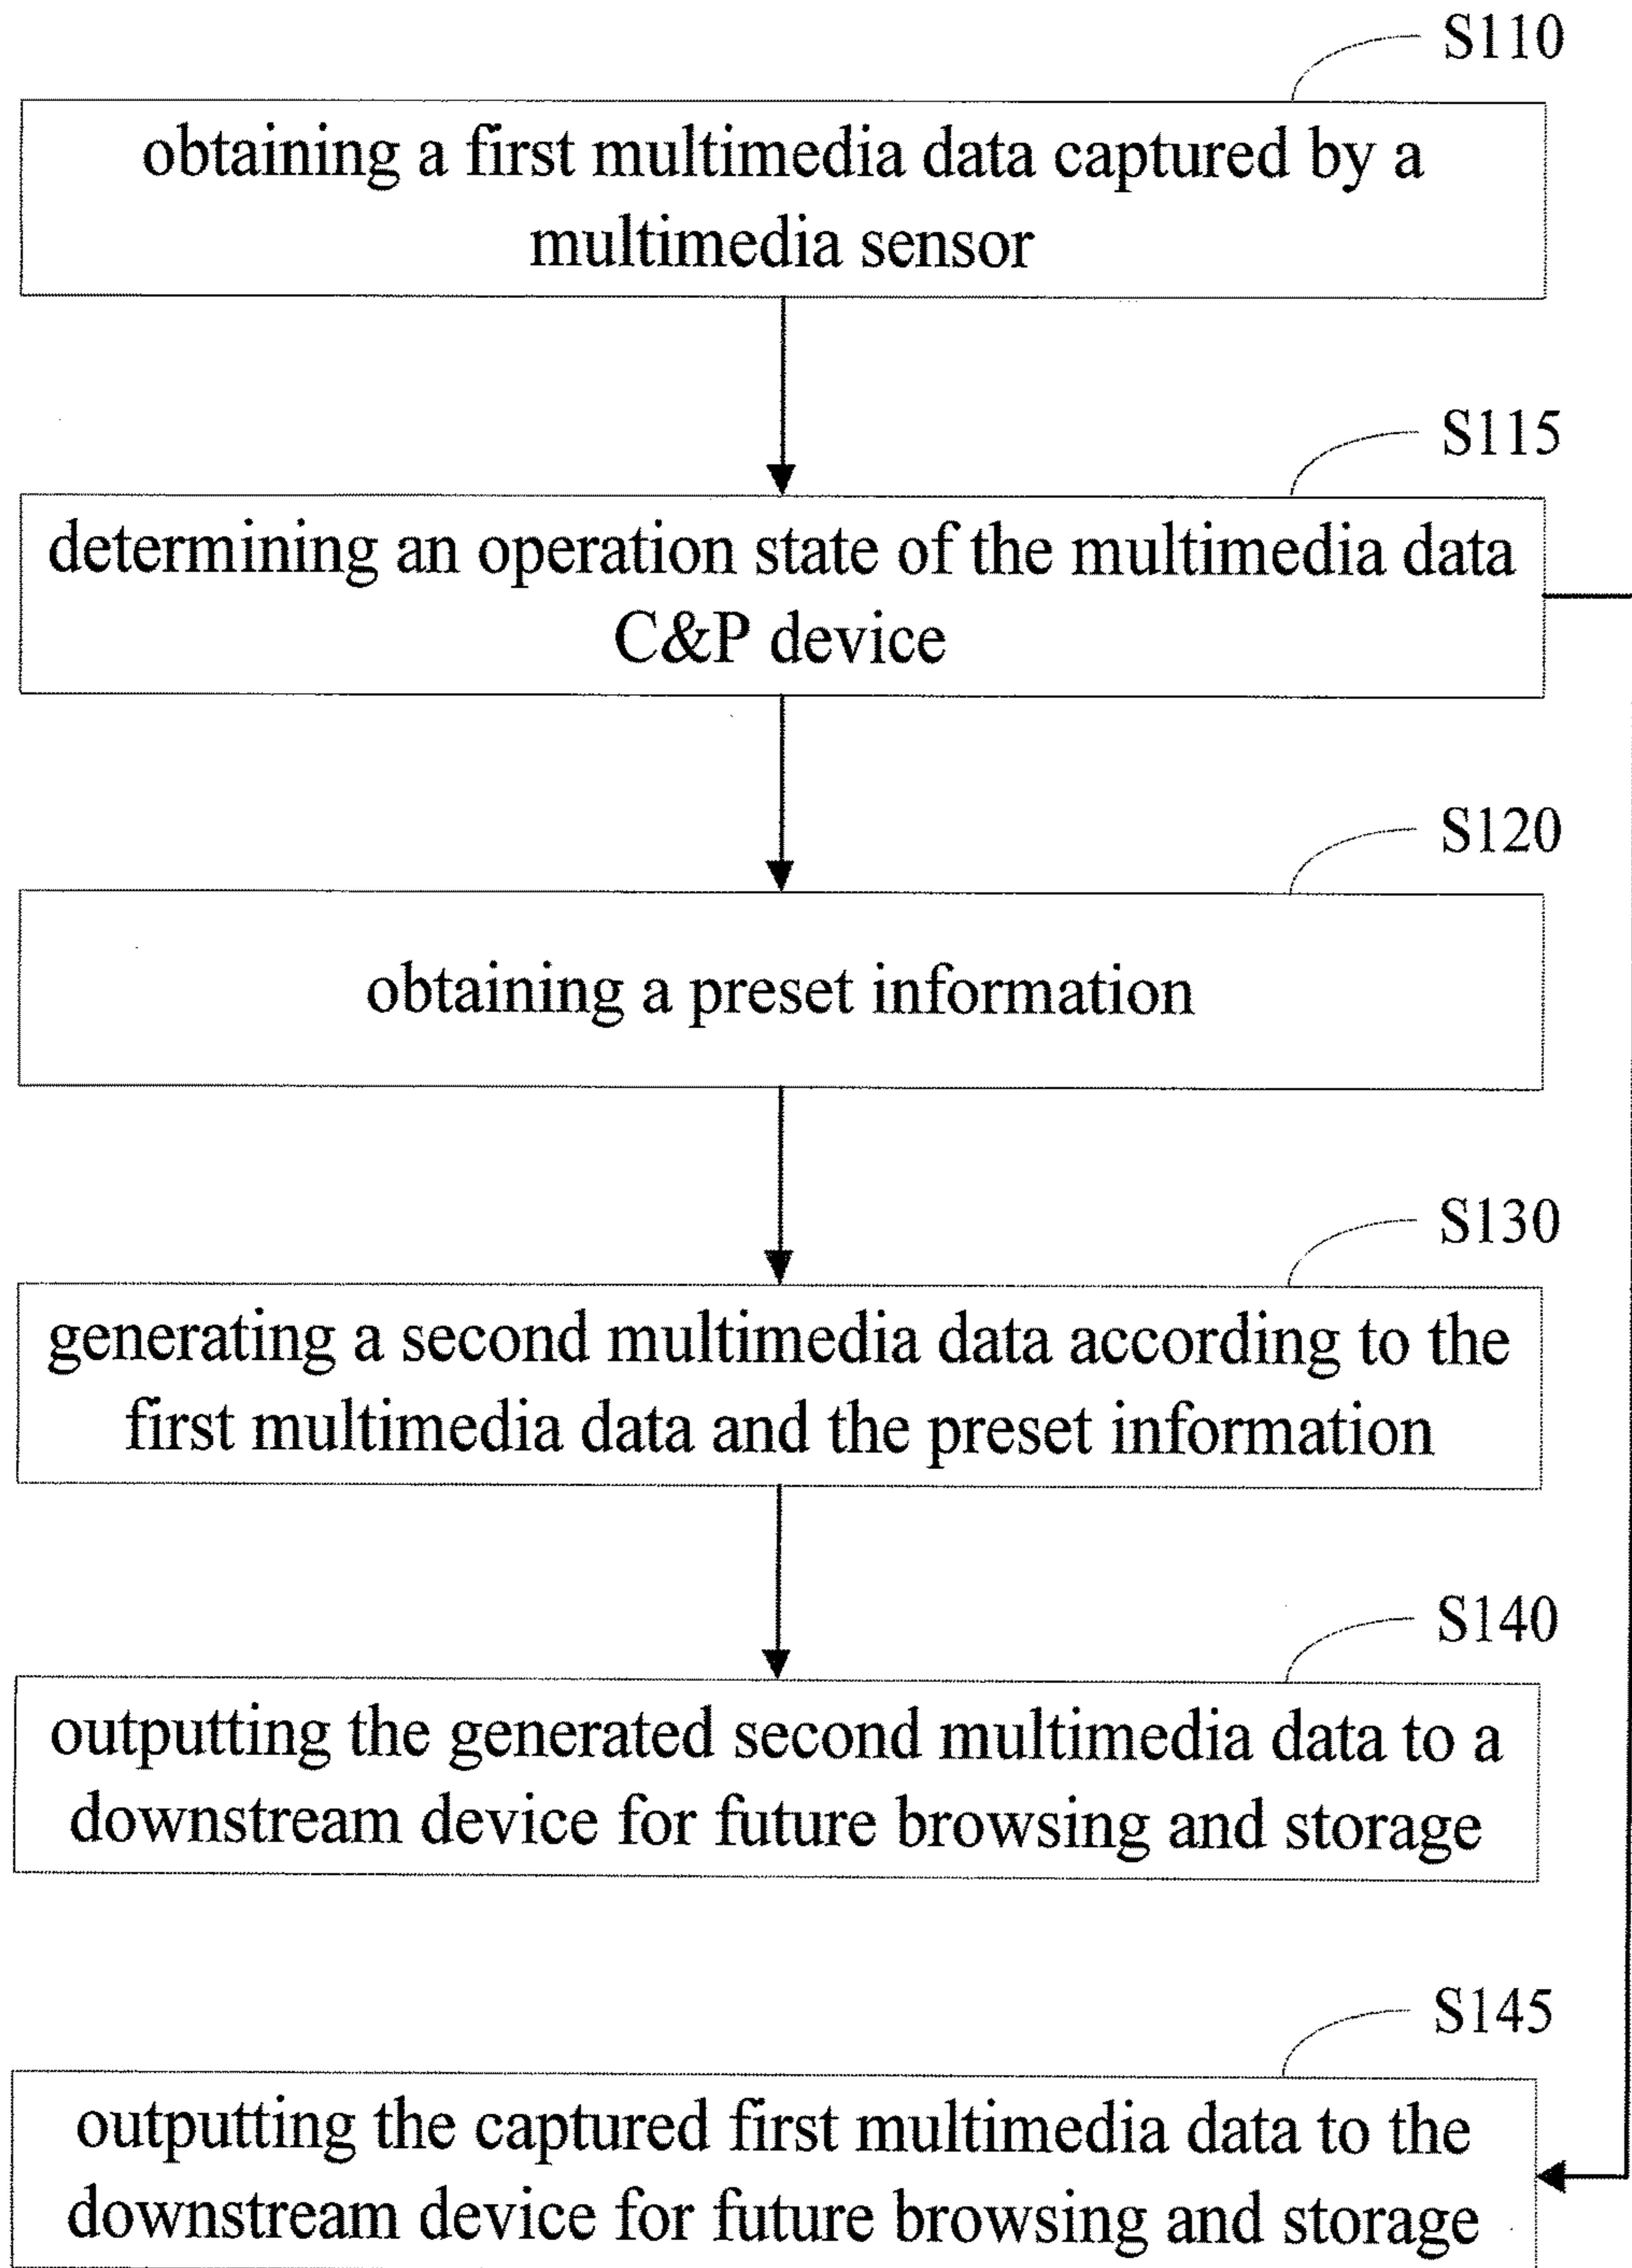 S110
obtaining a first multimedia data captured by a
multimedia sensor
S115
determining an operation state of the multimedia data
C&P device
S120
obtaining a preset information
S130
generating a second multimedia data according to the
first multimedia data and the preset information
S140
outputting the generated second multimedia data to a
downstream device for future browsing and storage
S145
outputting the captured first multimedia data to the
downstream device for future browsing and storage